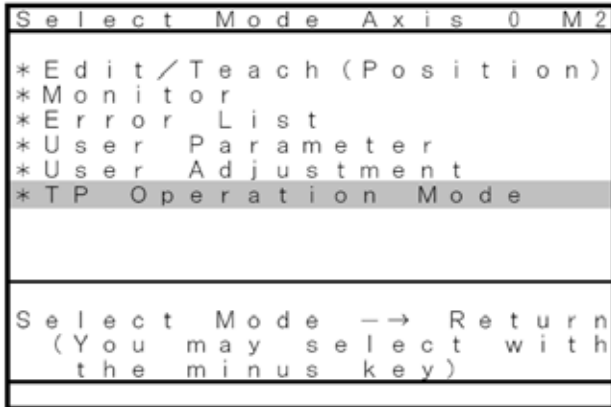 Select Mode Axis 0 M2
*Edit/Teach(Position)
*Monitor
*Error List
*User Parameter
*User Adjustment
*TP Operation Mode
Select Mode —→ Return
(You may select with
the minus key)